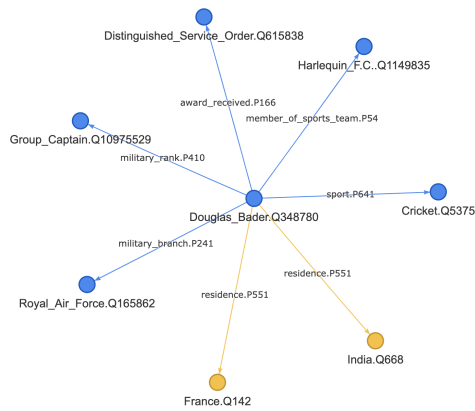 Distinguished_Service_Order.Q615838
Harlequin_F.C..Q1149835
award_received.P166
member_of_sports_team.P54
Group_Captain.Q10975529
military_rank.P410
sport.P641
Cricket.Q5375
Douglas_Bader.Q348780
military_branch.P241
residence.P551
residence.P551
Royal_Air_Force.Q165862
India.Q668
France.Q142